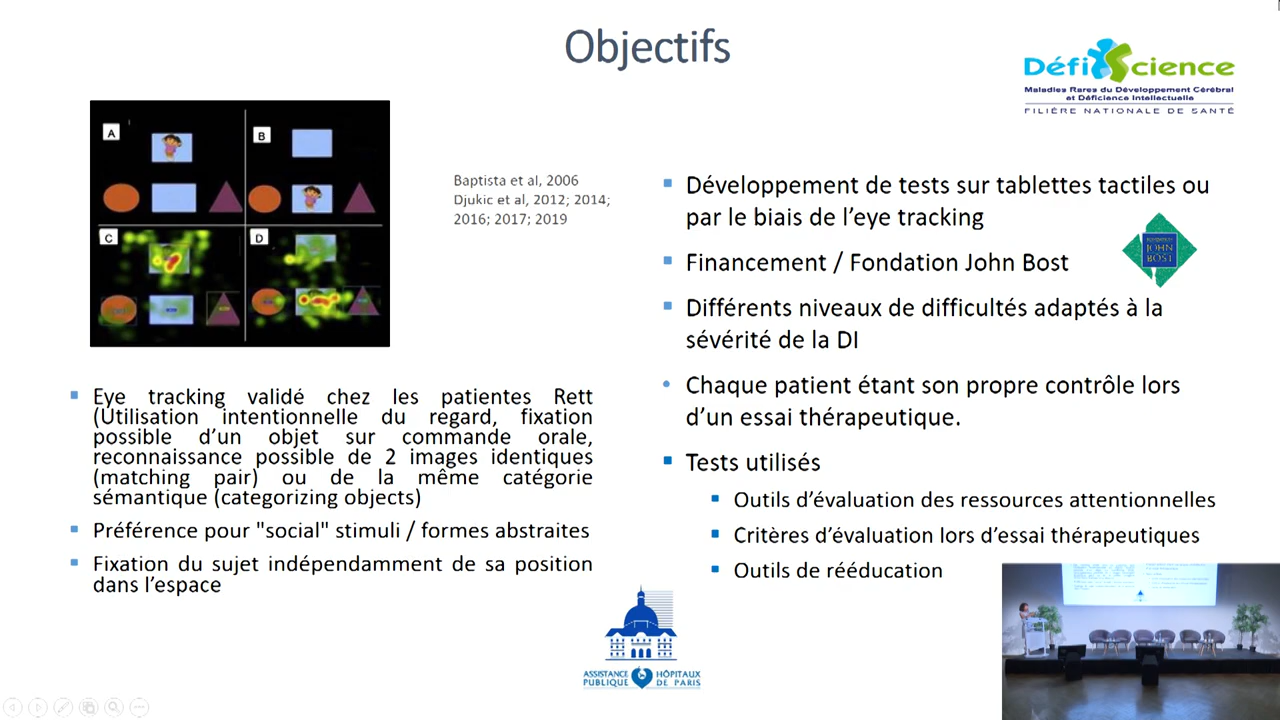 Objectifs
Défi Science
Maladies Rares du Développement Cérébral
et Déficience Intellectuelle
FILIÈRE NATIONALE DE SANTÉ
A
B
C
D
Baptista et al, 2006
Djukic et al, 2012; 2014;
2016; 2017; 2019
Eye tracking validé chez les patientes Rett
(Utilisation intentionnelle du regard, fixation
possible d’un objet sur commande orale,
reconnaissance possible de 2 images identiques
(matching pair) ou de la même catégorie
sémantique (categorizing objects)
Préférence pour "social" stimuli / formes abstraites
Fixation du sujet indépendamment de sa position
dans l’espace
Développement de tests sur tablettes tactiles ou
par le biais de l’eye tracking
Financement / Fondation John Bost
FONDATION
JOHN
BOST
Différents niveaux de difficultés adaptés à la
sévérité de la DI
Chaque patient étant son propre contrôle lors
d’un essai thérapeutique.
Tests utilisés
Outils d’évaluation des ressources attentionnelles
Critères d’évaluation lors d’essai thérapeutiques
Outils de rééducation
ASSISTANCE HÔPITAUX
PUBLIQUE DE PARIS